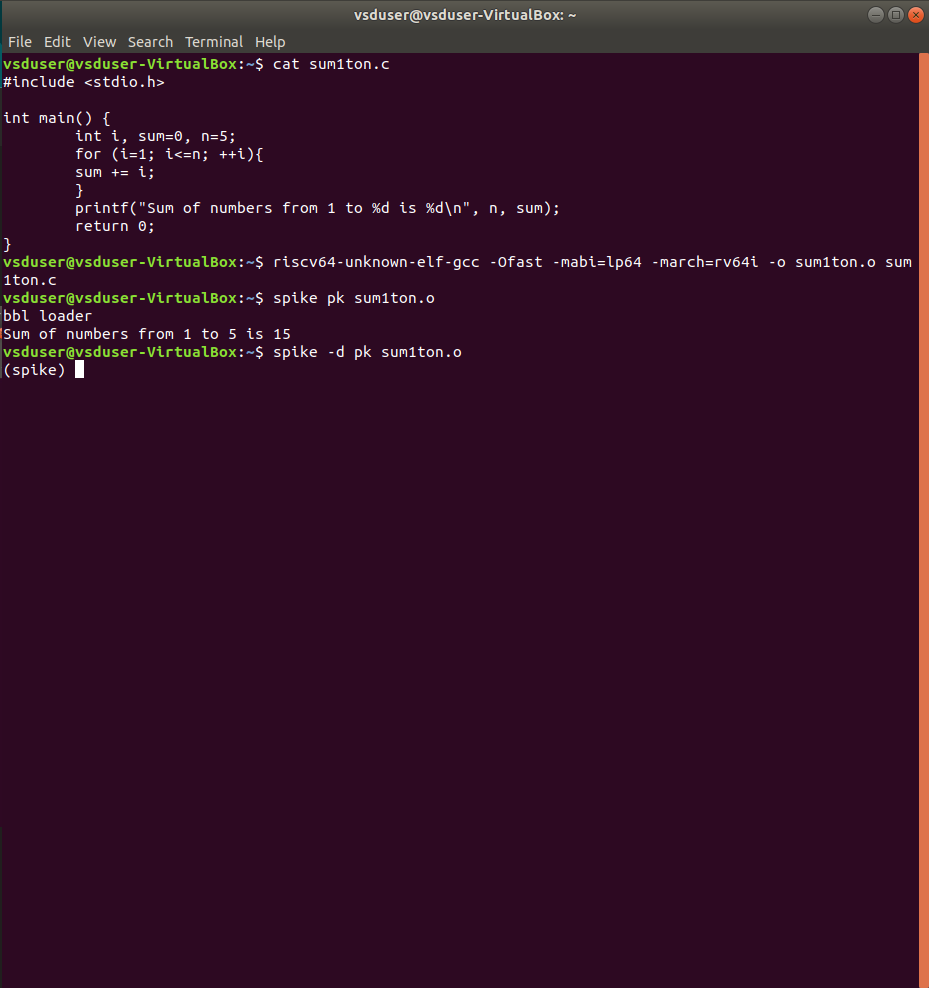 vsduser@vsduser-VirtualBox: ~
File Edit View Search Terminal Help
vsduser@vsduser-VirtualBox:~$ cat sum1ton.c
#include <stdio.h>

int main() {
        int i, sum=0, n=5;
        for (i=1; i<=n; ++i){
        sum += i;
        }
        printf("Sum of numbers from 1 to %d is %d\n", n, sum);
        return 0;
}
vsduser@vsduser-VirtualBox:~$ riscv64-unknown-elf-gcc -Ofast -mabi=lp64 -march=rv64i -o sum1ton.o sum
1ton.c
vsduser@vsduser-VirtualBox:~$ spike pk sum1ton.o
bbl loader
Sum of numbers from 1 to 5 is 15
vsduser@vsduser-VirtualBox:~$ spike -d pk sum1ton.o
(spike)